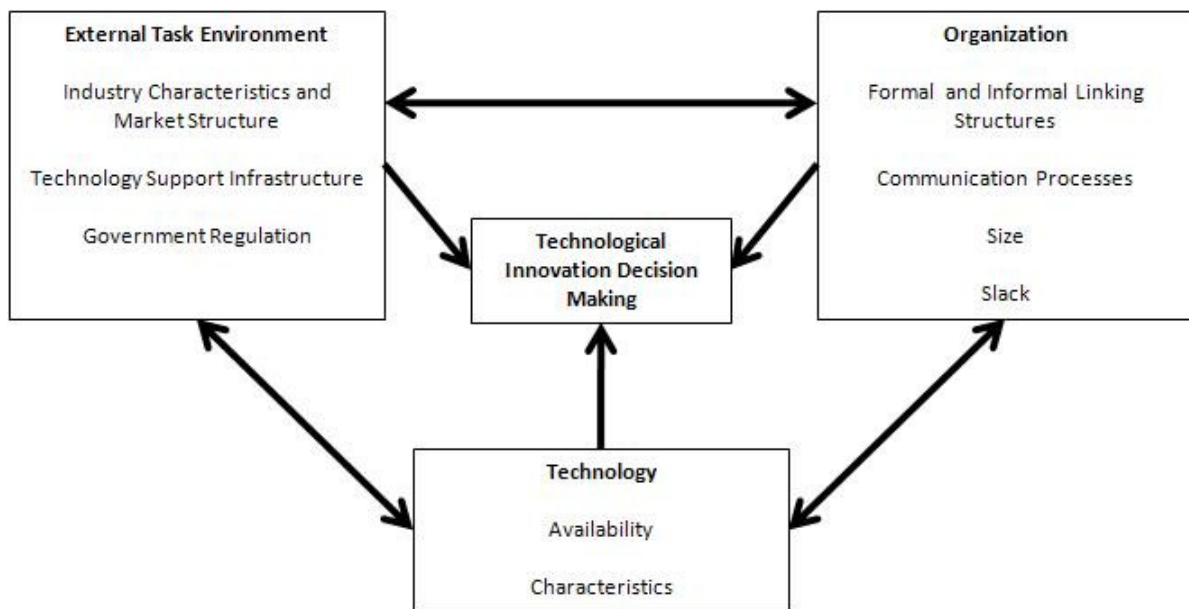 External Task Environment
Industry Characteristics and
Market Structure
Technology Support Infrastructure
Government Regulation
Organization
Formal and Informal Linking
Structures
Communication Processes
Size
Slack
Technological
Innovation Decision
Making
Technology
Availability
Characteristics